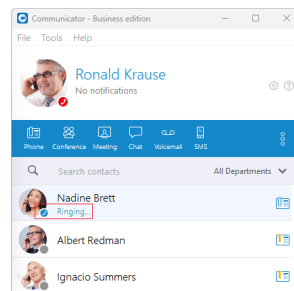 Communicator - Business edition
File Tools Help
Ronald Krause
No notifications
Phone Conference Meeting Chat Voicemail SMS
Search contacts All Departments
Nadine Brett
Ringing...
Albert Redman
Ignacio Summers